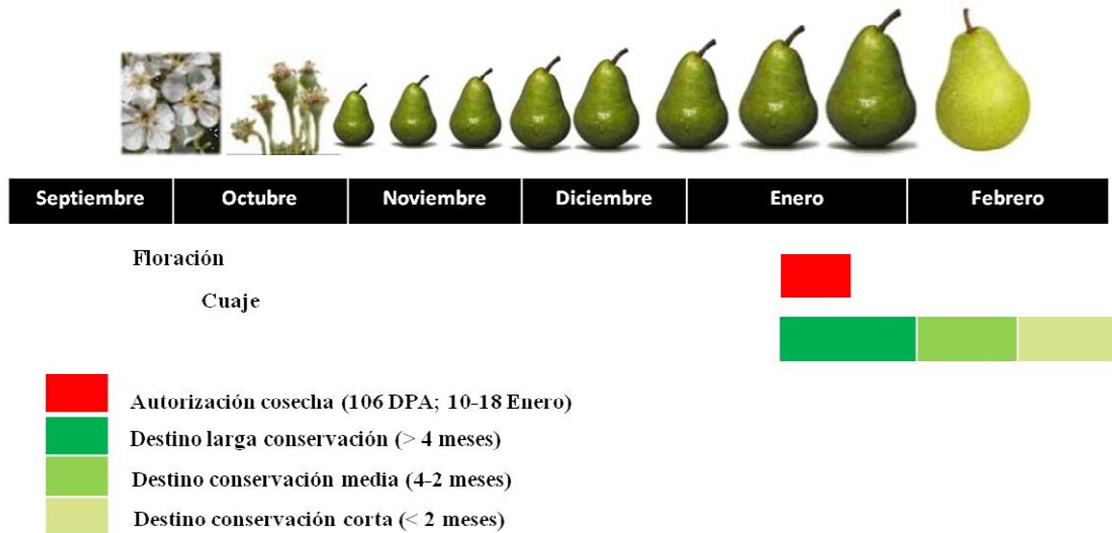 Septiembre Octubre Noviembre Diciembre Enero Febrero
Floración
Cuaje
Autorización cosecha (106 DPA; 10-18 Enero)
Destino larga conservación (> 4 meses)
Destino conservación media (4-2 meses)
Destino conservación corta (< 2 meses)